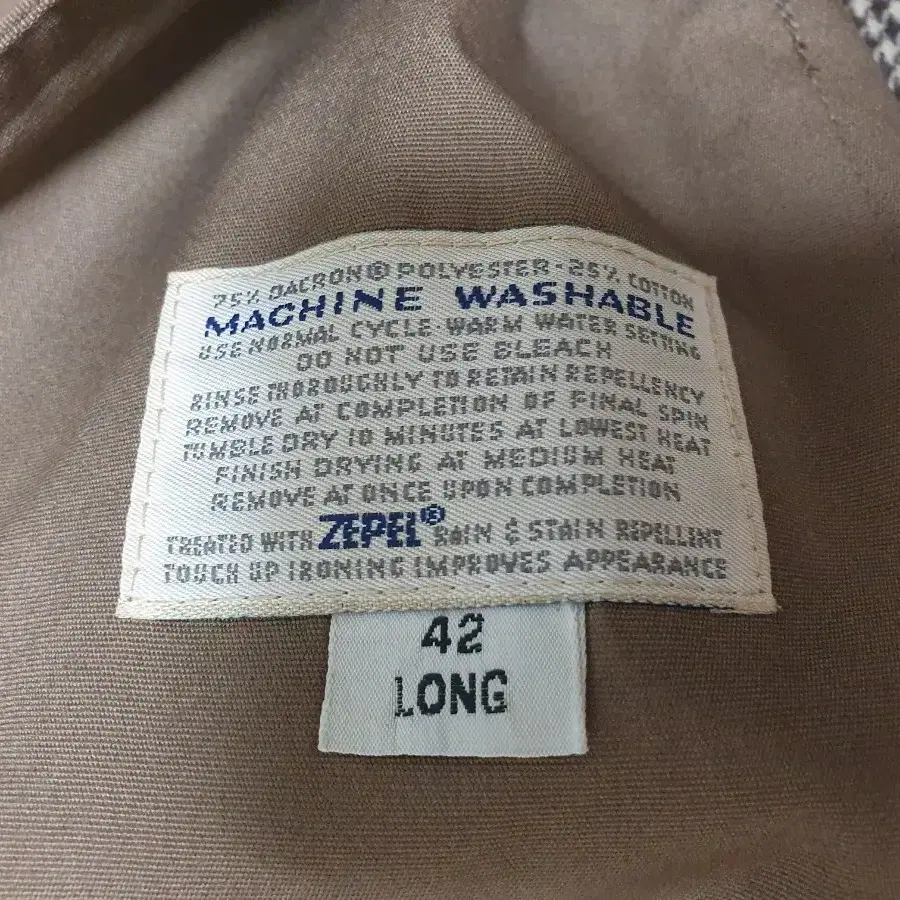 75% DACRON® POLYESTER·25% COTTON
MACHINE WASHABLE
USE NORMAL CYCLE·WARM WATER SETTING
DO NOT USE BLEACH
RINSE THOROUGHLY TO RETAIN REPELLENCY
REMOVE AT COMPLETION OF FINAL SPIN
TUMBLE DRY 10 MINUTES AT LOWEST HEAT
FINISH DRYING AT MEDIUM HEAT
REMOVE AT ONCE UPON COMPLETION
TREATED WITH ZEPEL® RAIN & STAIN REPELLENT
TOUCH UP IRONING IMPROVES APPEARANCE
42
LONG